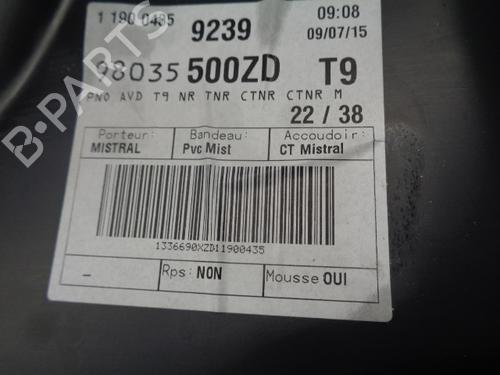 1 190 0435 9239 09:08
09/07/15
98035 500ZD T9
PNO AVD T9 NR TNR CTNR CTNR M
22 / 38
Porteur: Bandeau: Accoudoir:
MISTRAL Pvc Mist CT Mistral
1336690XZD11900435
- Rps: NON Mousse OUI
B-PARTS